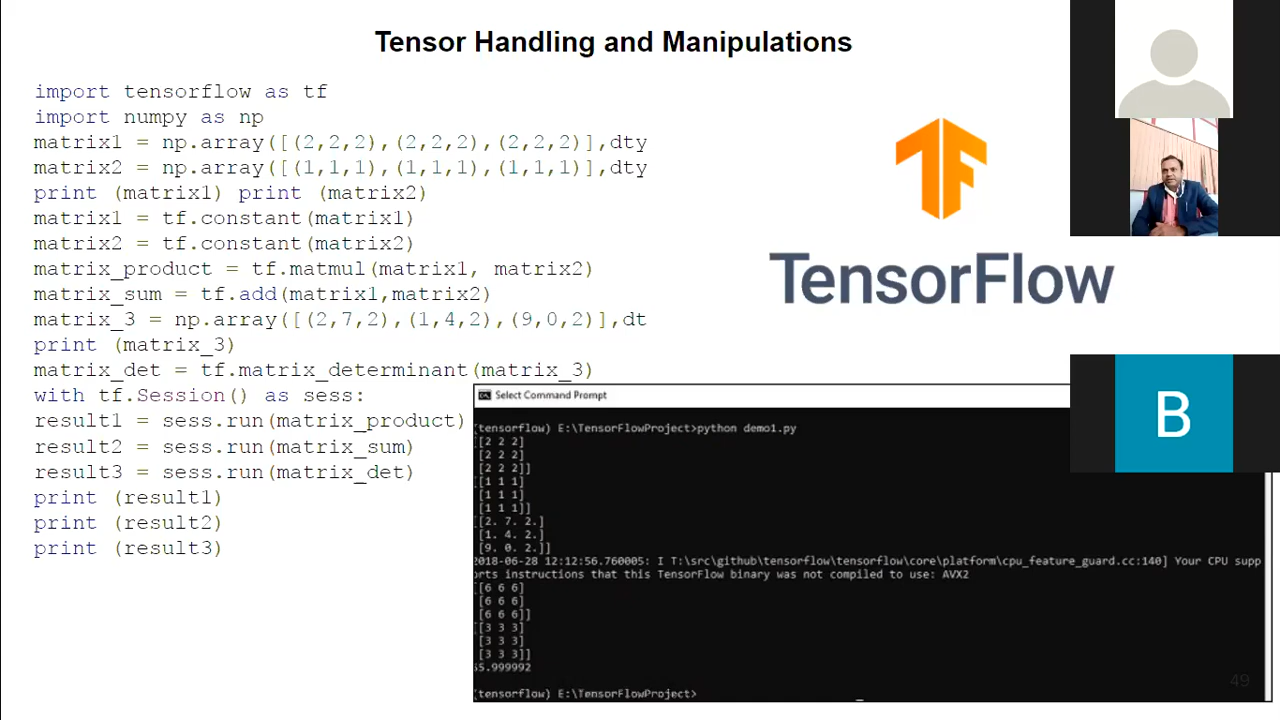 Tensor Handling and Manipulations
import tensorflow as tf
import numpy as np
matrix1 = np.array([(2,2,2),(2,2,2),(2,2,2)],dty
matrix2 = np.array([(1,1,1),(1,1,1),(1,1,1)],dty
print (matrix1) print (matrix2)
matrix1 = tf.constant(matrix1)
matrix2 = tf.constant(matrix2)
matrix_product = tf.matmul(matrix1, matrix2)
matrix_sum = tf.add(matrix1,matrix2)
matrix_3 = np.array([(2,7,2),(1,4,2),(9,0,2)],dt
print (matrix_3)
matrix_det = tf.matrix_determinant(matrix_3)
with tf.Session() as sess:
result1 = sess.run(matrix_product)
result2 = sess.run(matrix_sum)
result3 = sess.run(matrix_det)
print (result1)
print (result2)
print (result3)
TF
TensorFlow
B
Select Command Prompt
(tensorflow) E:\TensorFlowProject>python demo1.py
[[2 2 2]
[2 2 2]
[2 2 2]]
[[1 1 1]
[1 1 1]
[1 1 1]]
[[2. 7. 2.]
[1. 4. 2.]
[9. 0. 2.]]
2018-06-28 12:12:56.760005: I T:\src\github\tensorflow\tensorflow\core\platform\cpu_feature_guard.cc:140] Your CPU supp
orts instructions that this TensorFlow binary was not compiled to use: AVX2
[[6 6 6]
[6 6 6]
[6 6 6]]
[[3 3 3]
[3 3 3]
[3 3 3]]
55.999992
(tensorflow) E:\TensorFlowProject>
49